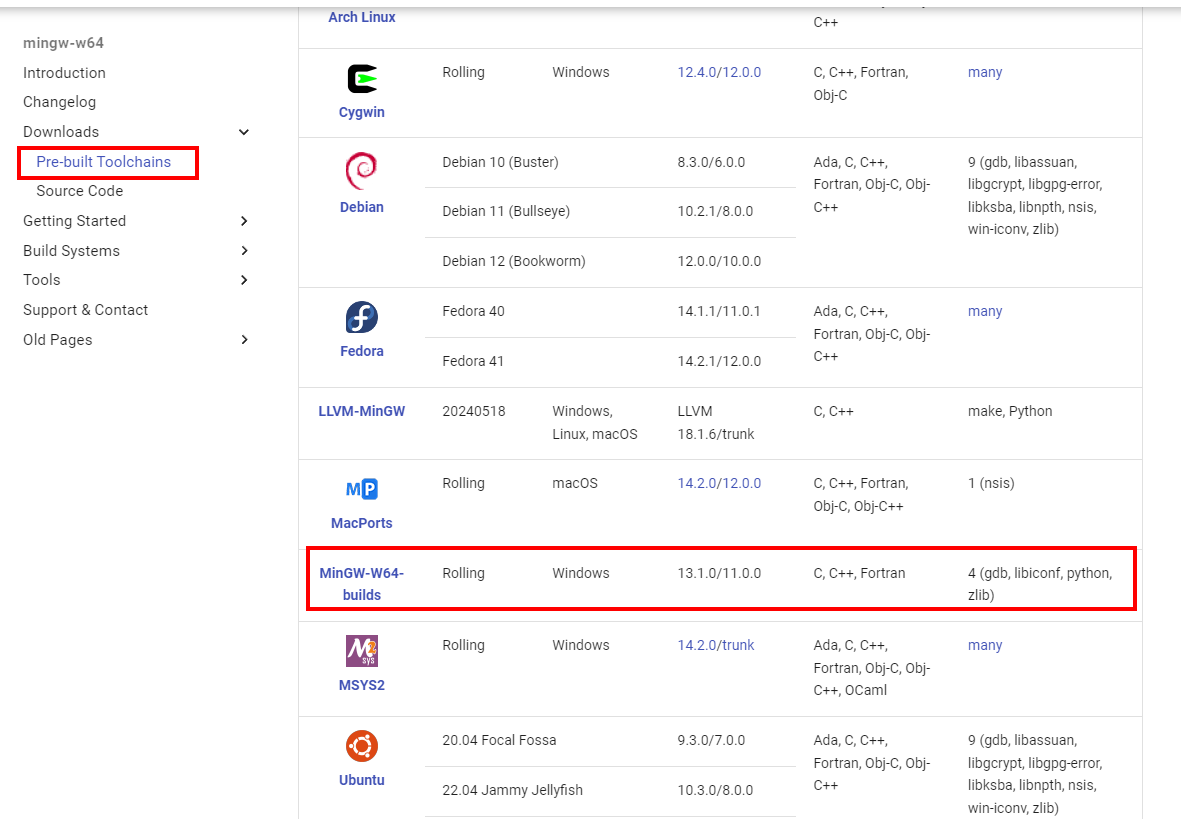 mingw-w64
Introduction
Changelog
Downloads
Pre-built Toolchains
Source Code
Getting Started
Build Systems
Tools
Support & Contact
Old Pages
Arch Linux
C++
Cygwin
Rolling
Windows
12.4.0/12.0.0
C, C++, Fortran,
Obj-C
many
Debian
Debian 10 (Buster)
8.3.0/6.0.0
Debian 11 (Bullseye)
10.2.1/8.0.0
Debian 12 (Bookworm)
12.0.0/10.0.0
Ada, C, C++,
Fortran, Obj-C, Obj-
C++
9 (gdb, libassuan,
libgcrypt, libgpg-error,
libksba, libnpth, nsis,
win-iconv, zlib)
Fedora
Fedora 40
14.1.1/11.0.1
Fedora 41
14.2.1/12.0.0
Ada, C, C++,
Fortran, Obj-C, Obj-
C++
many
LLVM-MinGW
20240518
Windows,
Linux, macOS
LLVM
18.1.6/trunk
C, C++
make, Python
MP
MacPorts
Rolling
macOS
14.2.0/12.0.0
C, C++, Fortran,
Obj-C, Obj-C++
1 (nsis)
MinGW-W64-
builds
Rolling
Windows
13.1.0/11.0.0
C, C++, Fortran
4 (gdb, libiconf, python,
zlib)
M2
sys
MSYS2
Rolling
Windows
14.2.0/trunk
Ada, C, C++,
Fortran, Obj-C, Obj-
C++, OCaml
many
Ubuntu
20.04 Focal Fossa
9.3.0/7.0.0
22.04 Jammy Jellyfish
10.3.0/8.0.0
Ada, C, C++,
Fortran, Obj-C, Obj-
C++
9 (gdb, libassuan,
libgcrypt, libgpg-error,
libksba, libnpth, nsis,
win-iconv, zlib)